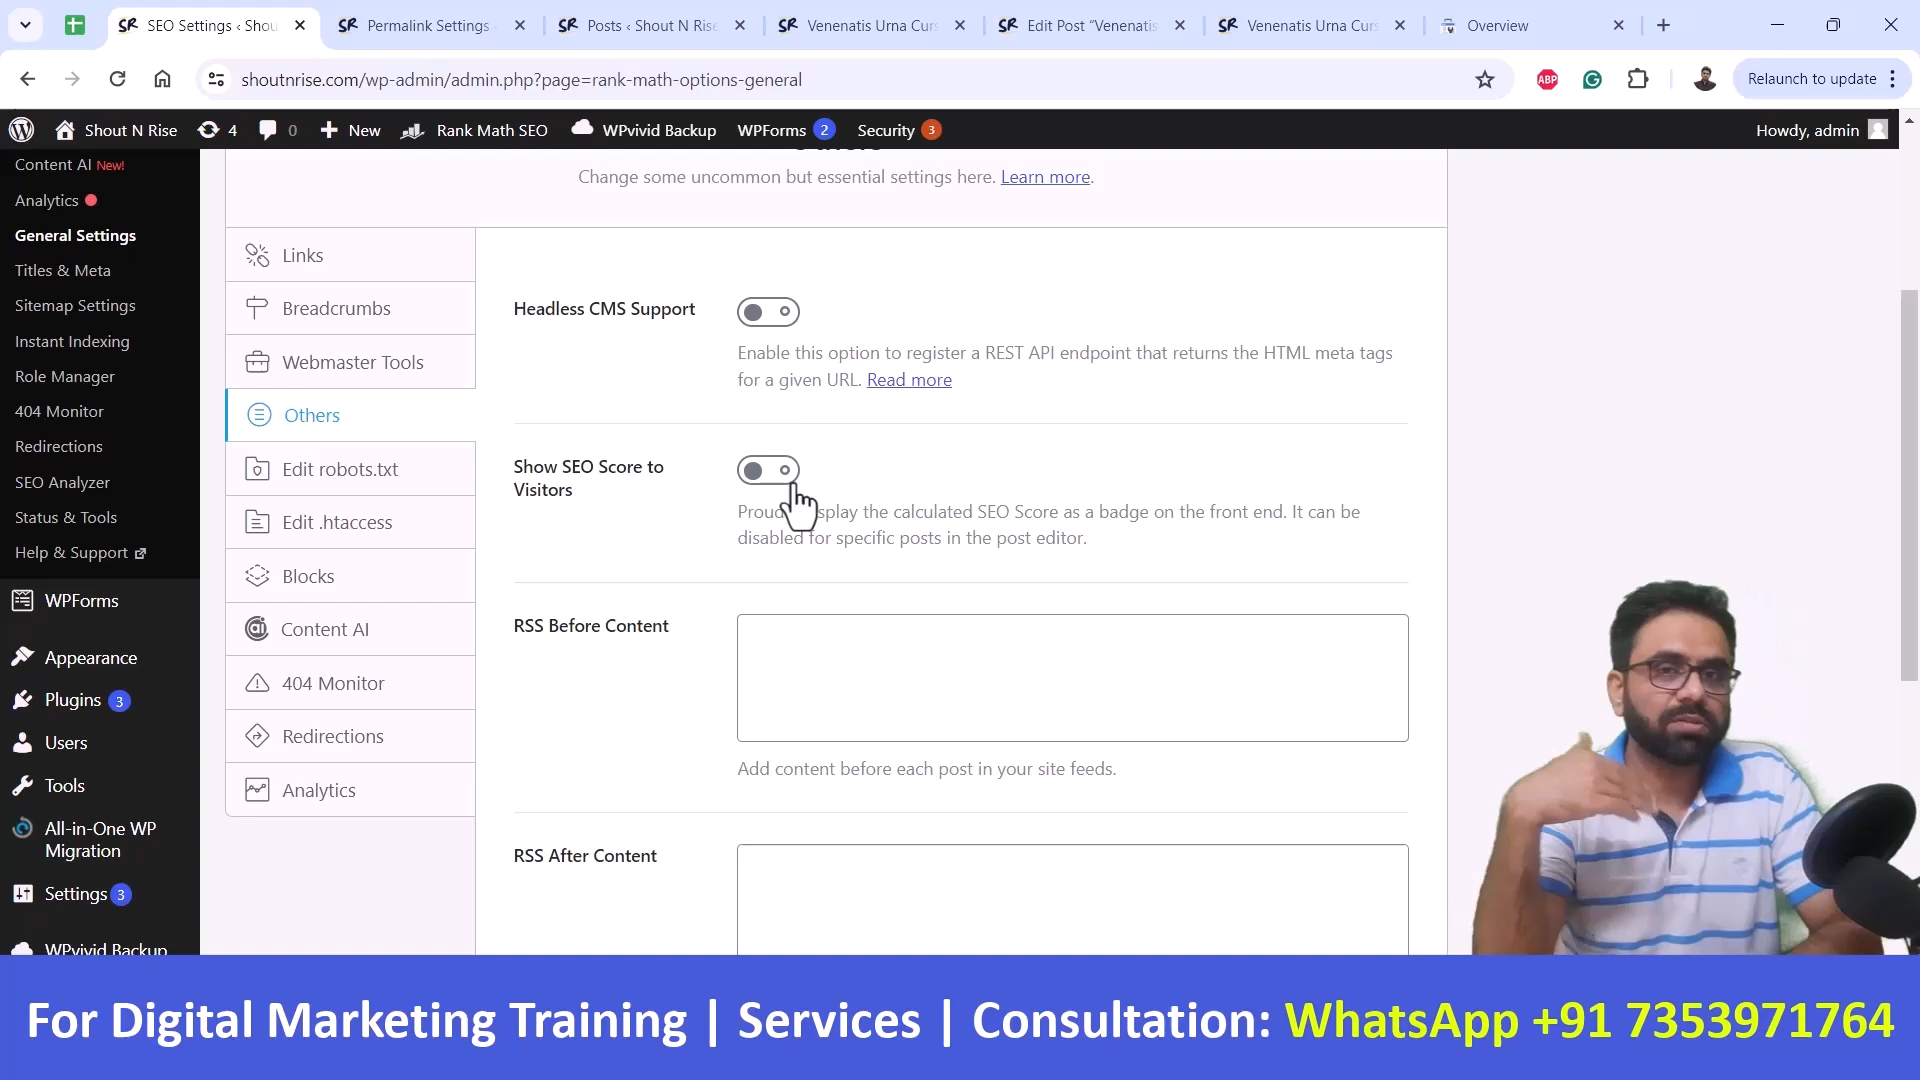 SEO Settings ‹ Shou
Permalink Settings
Posts ‹ Shout N Rise
Venenatis Urna Curs
Edit Post "Venenatis
Venenatis Urna Curs
Overview
shoutnrise.com/wp-admin/admin.php?page=rank-math-options-general
ABP
Relaunch to update
Shout N Rise
4
0
New
Rank Math SEO
WPvivid Backup
WPForms 2
Security 3
Howdy, admin
Content AI New!
Analytics
General Settings
Titles & Meta
Sitemap Settings
Instant Indexing
Role Manager
404 Monitor
Redirections
SEO Analyzer
Status & Tools
Help & Support
WPForms
Appearance
Plugins 3
Users
Tools
All-in-One WP
Migration
Settings 3
WPvivid Backup
Change some uncommon but essential settings here. Learn more.
Links
Breadcrumbs
Webmaster Tools
Others
Edit robots.txt
Edit .htaccess
Blocks
Content AI
404 Monitor
Redirections
Analytics
Headless CMS Support
Enable this option to register a REST API endpoint that returns the HTML meta tags
for a given URL. Read more
Show SEO Score to
Visitors
display the calculated SEO Score as a badge on the front end. It can be
disabled for specific posts in the post editor.
RSS Before Content
Add content before each post in your site feeds.
RSS After Content
For Digital Marketing Training | Services | Consultation: WhatsApp +91 7353971764